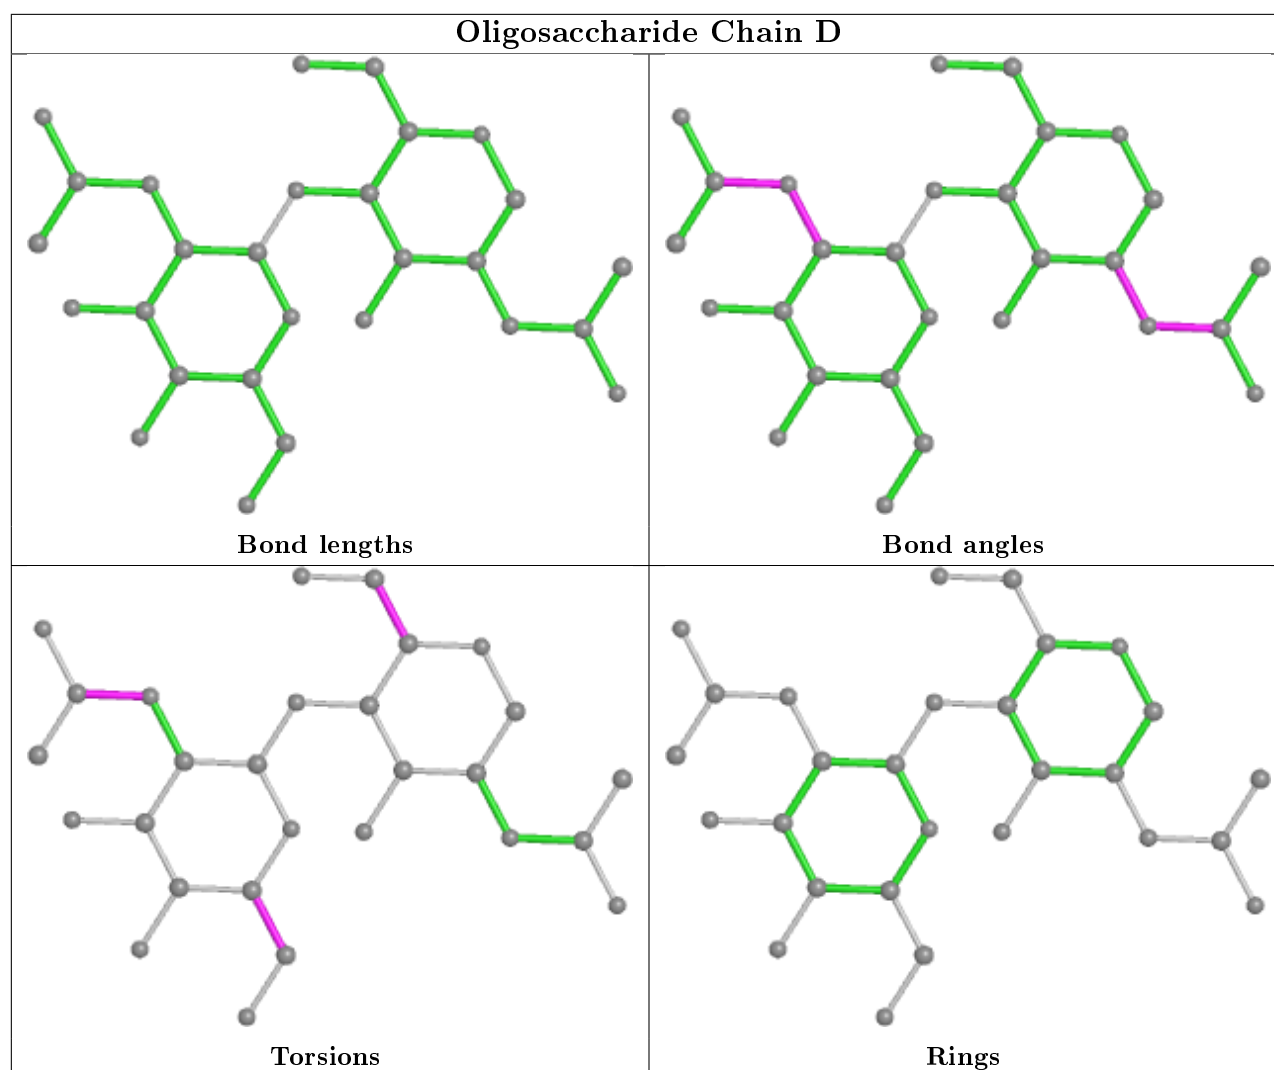 Oligosaccharide Chain D
Bond lengths
Bond angles
Torsions
Rings